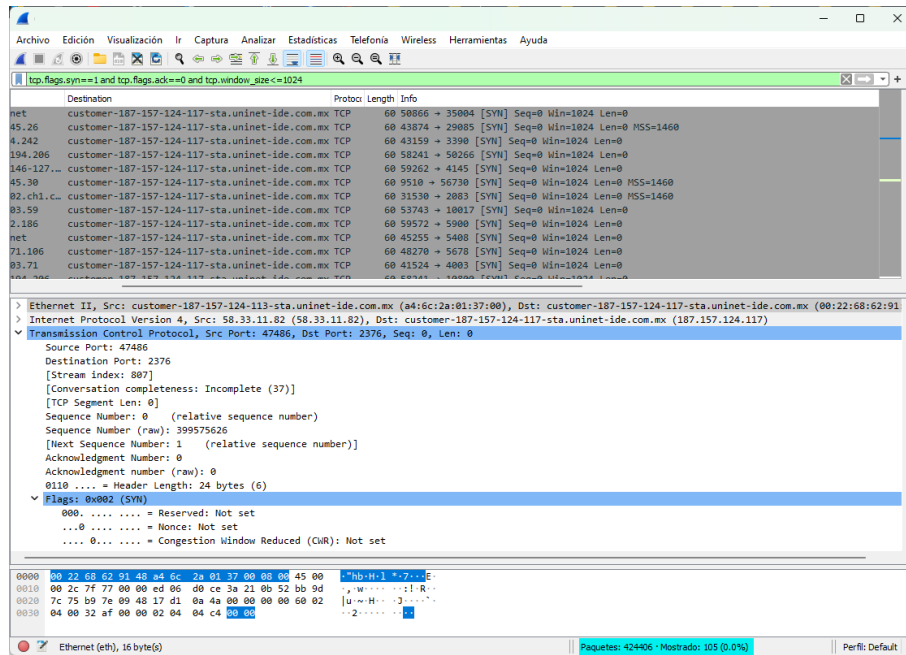 Archivo Edición Visualización Ir Captura Analizar Estadísticas Telefonía Wireless Herramientas Ayuda
tcp.flags.syn==1 and tcp.flags.ack==0 and tcp.window_size<=1024
Destination Protocc Length Info
net customer-187-157-124-117-sta.uninet-ide.com.mx TCP 60 50866 → 35004 [SYN] Seq=0 Win=1024 Len=0
45.26 customer-187-157-124-117-sta.uninet-ide.com.mx TCP 60 43874 → 29085 [SYN] Seq=0 Win=1024 Len=0 MSS=1460
4.242 customer-187-157-124-117-sta.uninet-ide.com.mx TCP 60 43159 → 3390 [SYN] Seq=0 Win=1024 Len=0
194.206 customer-187-157-124-117-sta.uninet-ide.com.mx TCP 60 58241 → 50266 [SYN] Seq=0 Win=1024 Len=0
146-127.… customer-187-157-124-117-sta.uninet-ide.com.mx TCP 60 59262 → 4145 [SYN] Seq=0 Win=1024 Len=0
45.30 customer-187-157-124-117-sta.uninet-ide.com.mx TCP 60 9510 → 56730 [SYN] Seq=0 Win=1024 Len=0 MSS=1460
02.ch1.c… customer-187-157-124-117-sta.uninet-ide.com.mx TCP 60 31530 → 2083 [SYN] Seq=0 Win=1024 Len=0 MSS=1460
03.59 customer-187-157-124-117-sta.uninet-ide.com.mx TCP 60 53743 → 10017 [SYN] Seq=0 Win=1024 Len=0
2.186 customer-187-157-124-117-sta.uninet-ide.com.mx TCP 60 59572 → 5900 [SYN] Seq=0 Win=1024 Len=0
net customer-187-157-124-117-sta.uninet-ide.com.mx TCP 60 45255 → 5408 [SYN] Seq=0 Win=1024 Len=0
71.106 customer-187-157-124-117-sta.uninet-ide.com.mx TCP 60 48270 → 5678 [SYN] Seq=0 Win=1024 Len=0
03.71 customer-187-157-124-117-sta.uninet-ide.com.mx TCP 60 41524 → 4003 [SYN] Seq=0 Win=1024 Len=0
> Ethernet II, Src: customer-187-157-124-113-sta.uninet-ide.com.mx (a4:6c:2a:01:37:00), Dst: customer-187-157-124-117-sta.uninet-ide.com.mx (00:22:68:62:91
> Internet Protocol Version 4, Src: 58.33.11.82 (58.33.11.82), Dst: customer-187-157-124-117-sta.uninet-ide.com.mx (187.157.124.117)
Transmission Control Protocol, Src Port: 47486, Dst Port: 2376, Seq: 0, Len: 0
Source Port: 47486
Destination Port: 2376
[Stream index: 807]
[Conversation completeness: Incomplete (37)]
[TCP Segment Len: 0]
Sequence Number: 0 (relative sequence number)
Sequence Number (raw): 399575626
[Next Sequence Number: 1 (relative sequence number)]
Acknowledgment Number: 0
Acknowledgment number (raw): 0
0110 .... = Header Length: 24 bytes (6)
Flags: 0x002 (SYN)
000. .... .... = Reserved: Not set
...0 .... .... = Nonce: Not set
.... 0... .... = Congestion Window Reduced (CWR): Not set
0000 00 22 68 62 91 48 a4 6c 2a 01 37 00 08 00 45 00 ·"hb·H·l *·7···E·
0010 00 2c 7f 77 00 00 ed 06 d0 ce 3a 21 0b 52 bb 9d ·,·w···· ··:!·R··
0020 7c 75 b9 7e 09 48 17 d1 0a 4a 00 00 00 00 60 02 |u·~·H·· ·J····`·
0030 04 00 32 af 00 00 02 04 04 c4 00 00 ··2····· ····
Ethernet (eth), 16 byte(s) Paquetes: 424406 · Mostrado: 105 (0.0%) Perfil: Default